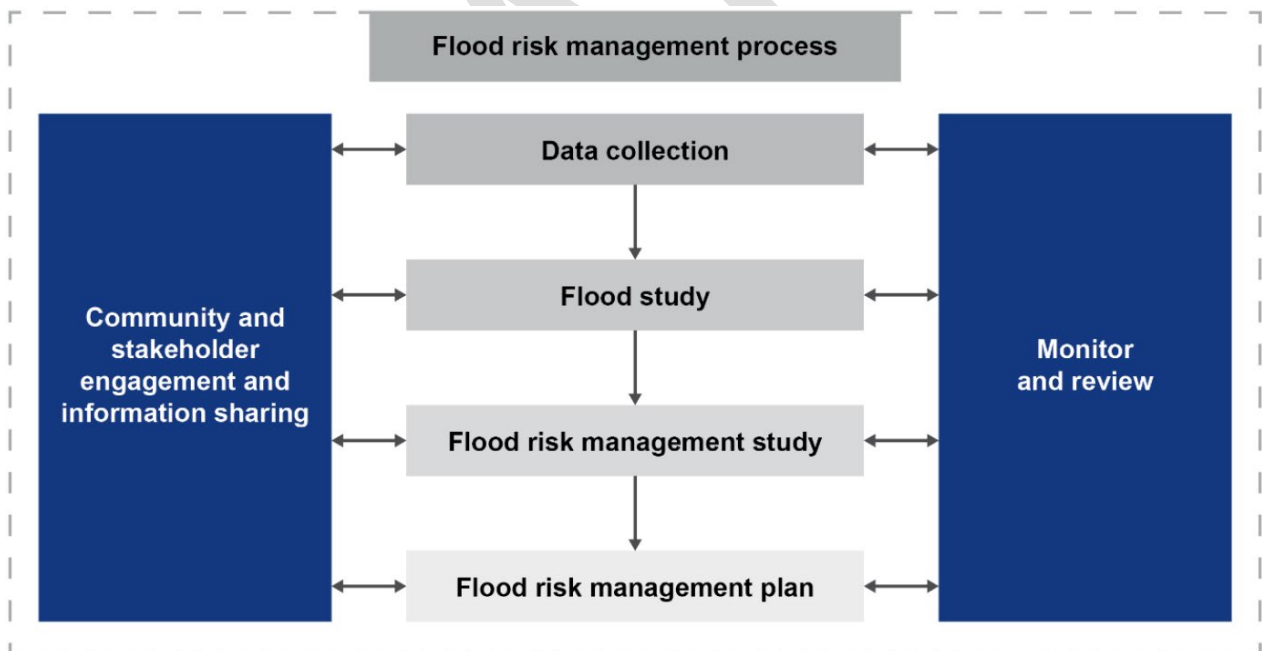 Flood risk management process
Data collection
Flood study
Community and
stakeholder
engagement and
information sharing
Monitor
and review
Flood risk management study
Flood risk management plan